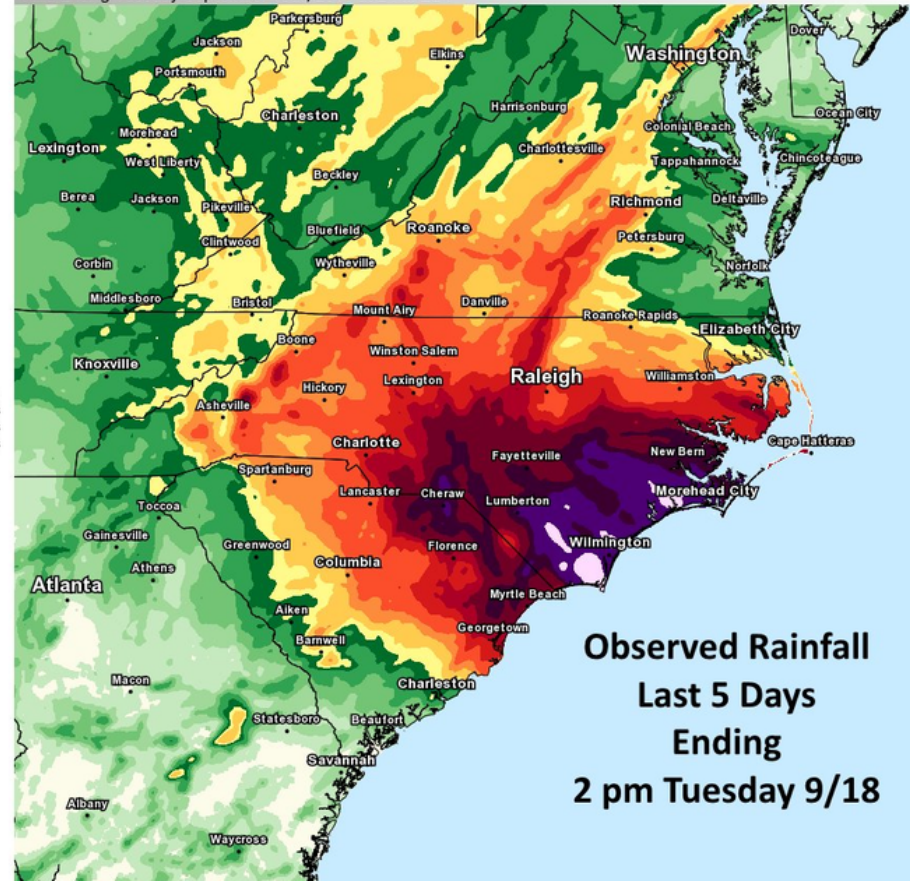 Parkersburg
Dover
Jackson
Elkins
Washington
Portsmouth
Harrisonburg
Charleston
Ocean City
Morehead
Colonial Beach
Lexington
Charlottesville
West Liberty
Tappahannock
Chincoteague
Beckley
Berea
Jackson
Pikeville
Richmond
Deltaville
Bluefield
Roanoke
Clintwood
Petersburg
Corbin
Wytheville
Norfolk
Middlesboro
Bristol
Danville
Mount Airy
Roanoke Rapids
Elizabeth City
Boone
Winston Salem
Knoxville
Lexington
Raleigh
Williamston
Hickory
Asheville
Charlotte
Cape Hatteras
Fayetteville
New Bern
Spartanburg
Lancaster
Cheraw
Morehead City
Lumberton
Toccoa
Gainesville
Greenwood
Florence
Wilmington
Columbia
Athens
Atlanta
Myrtle Beach
Aiken
Georgetown
Barnwell
Macon
Charleston
Statesboro
Beaufort
Savannah
Albany
Waycross
Observed Rainfall
Last 5 Days
Ending
2 pm Tuesday 9/18